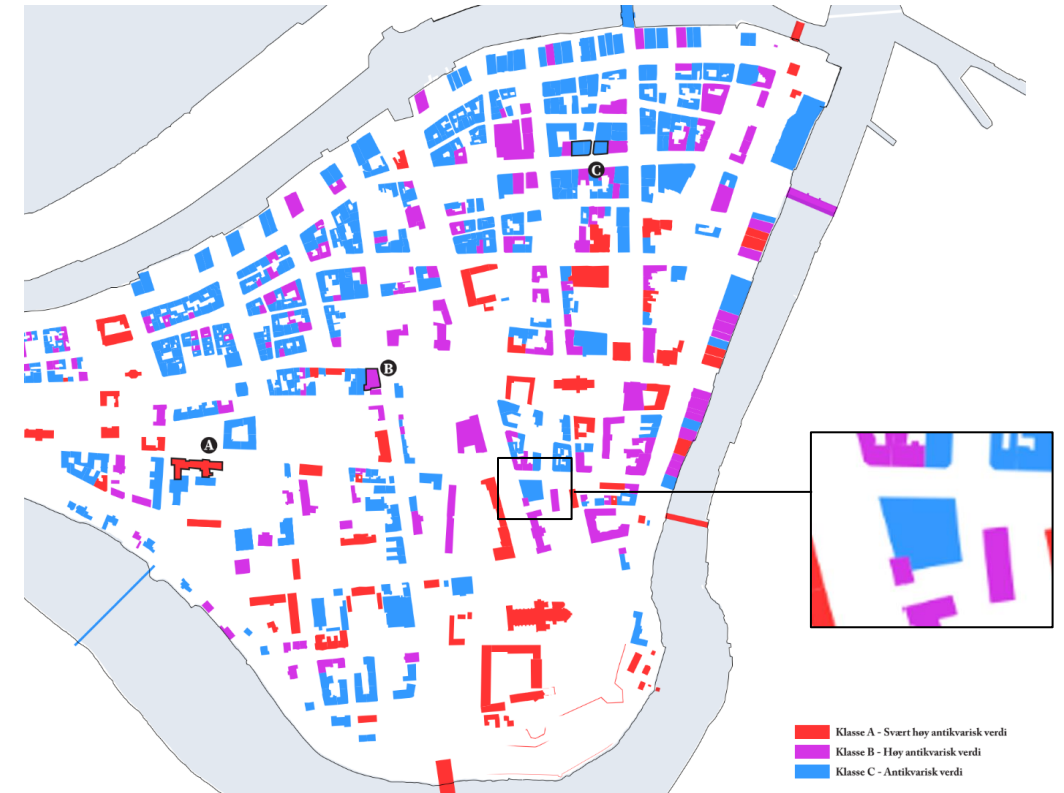 C
B
A
Klasse A - Svært høy antikvarisk verdi
Klasse B - Høy antikvarisk verdi
Klasse C - Antikvarisk verdi